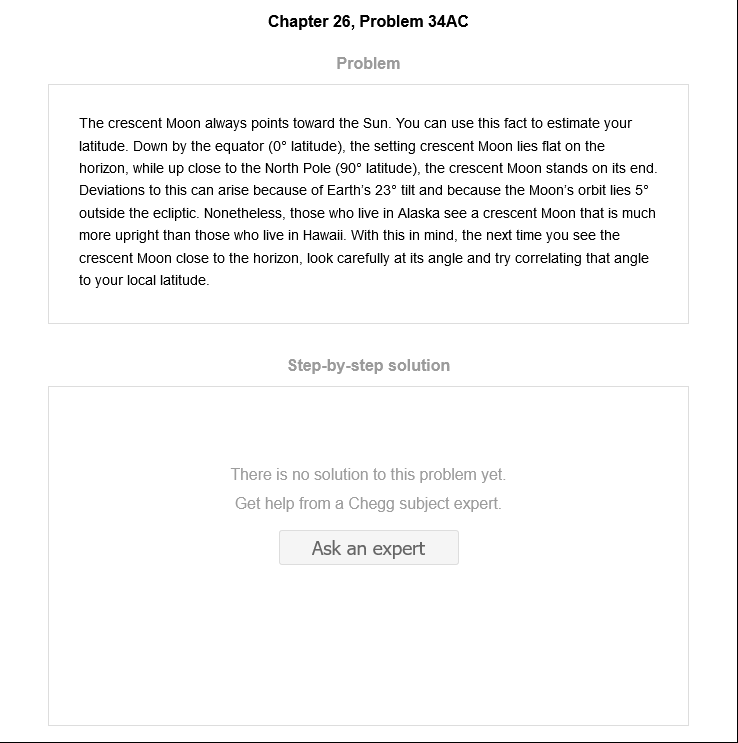 Chapter 26, Problem 34AC
Problem
The crescent Moon always points toward the Sun. You can use this fact to estimate your
latitude. Down by the equator (0° latitude), the setting crescent Moon lies flat on the
horizon, while up close to the North Pole (90° latitude), the crescent Moon stands on its end.
Deviations to this can arise because of Earth's 23° tilt and because the Moon's orbit lies 5°
outside the ecliptic. Nonetheless, those who live in Alaska see a crescent Moon that is much
more upright than those who live in Hawaii. With this in mind, the next time you see the
crescent Moon close to the horizon, look carefully at its angle and try correlating that angle
to your local latitude.
Step-by-step solution
There is no solution to this problem yet.
Get help from a Chegg subject expert.
Ask an expert